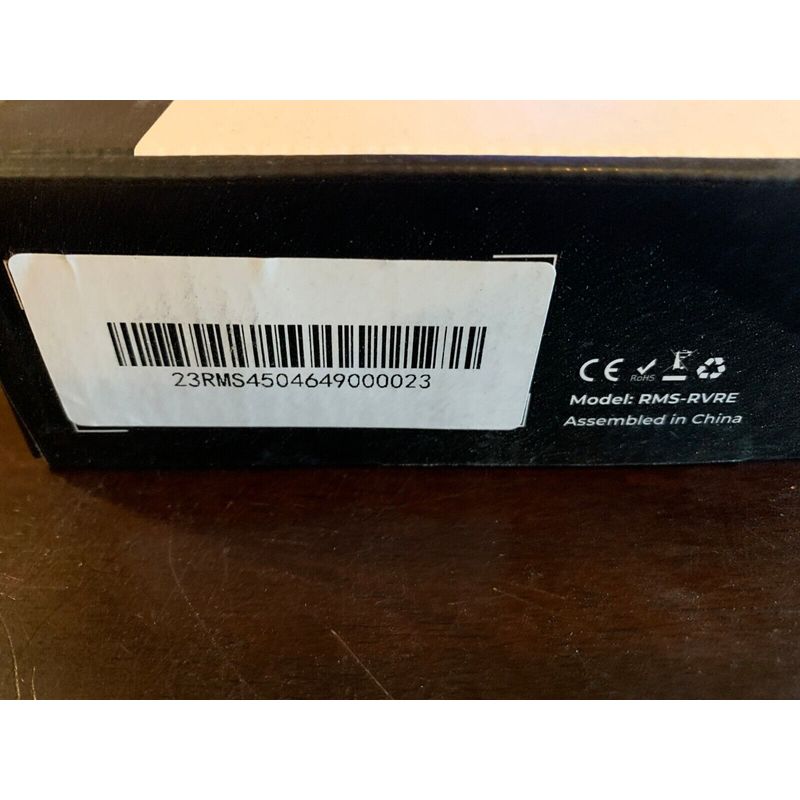 23RMS4504649000023
CE RoHS
Model: RMS-RVRE
Assembled in China